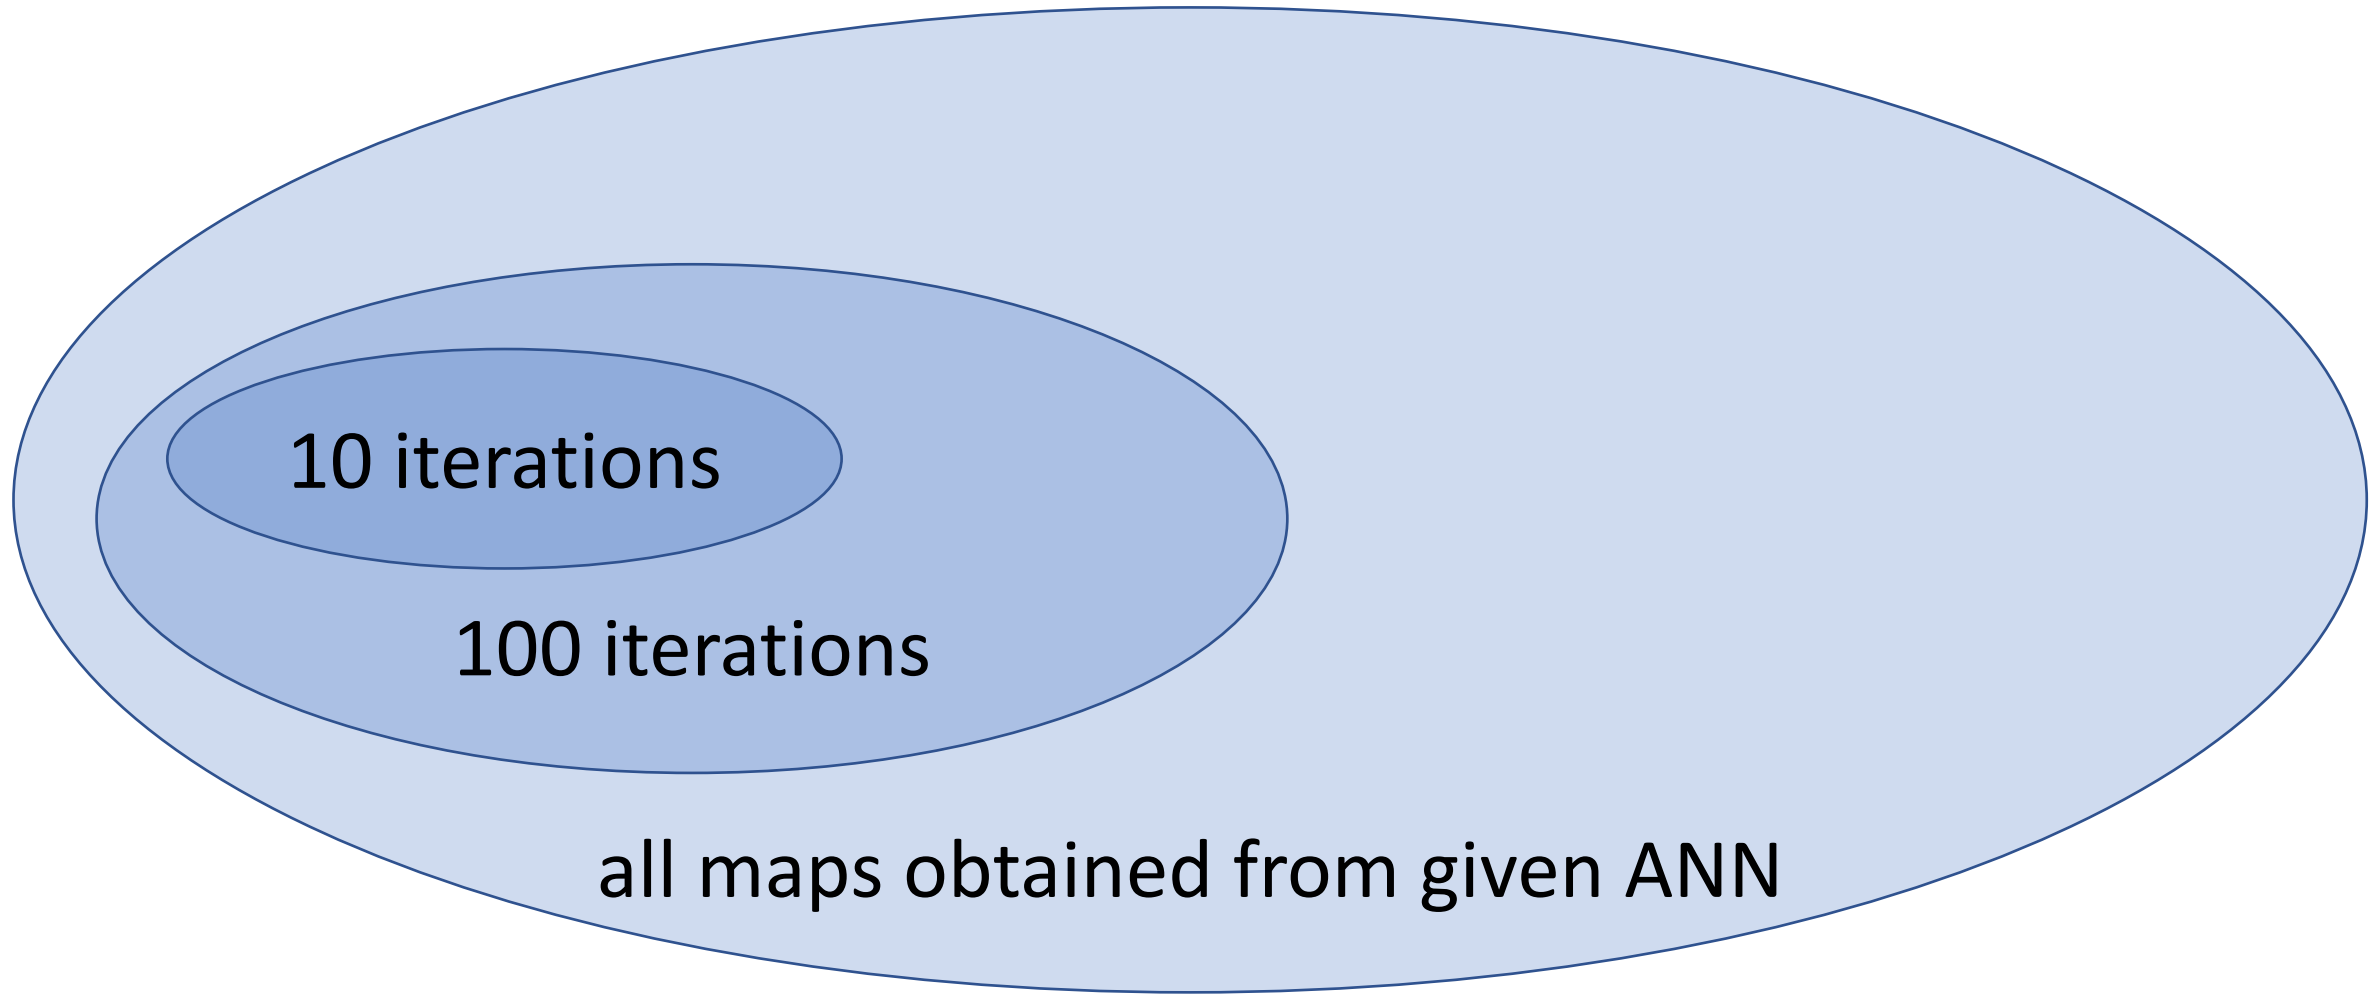 10 iterations
100 iterations
all maps obtained from given ANN